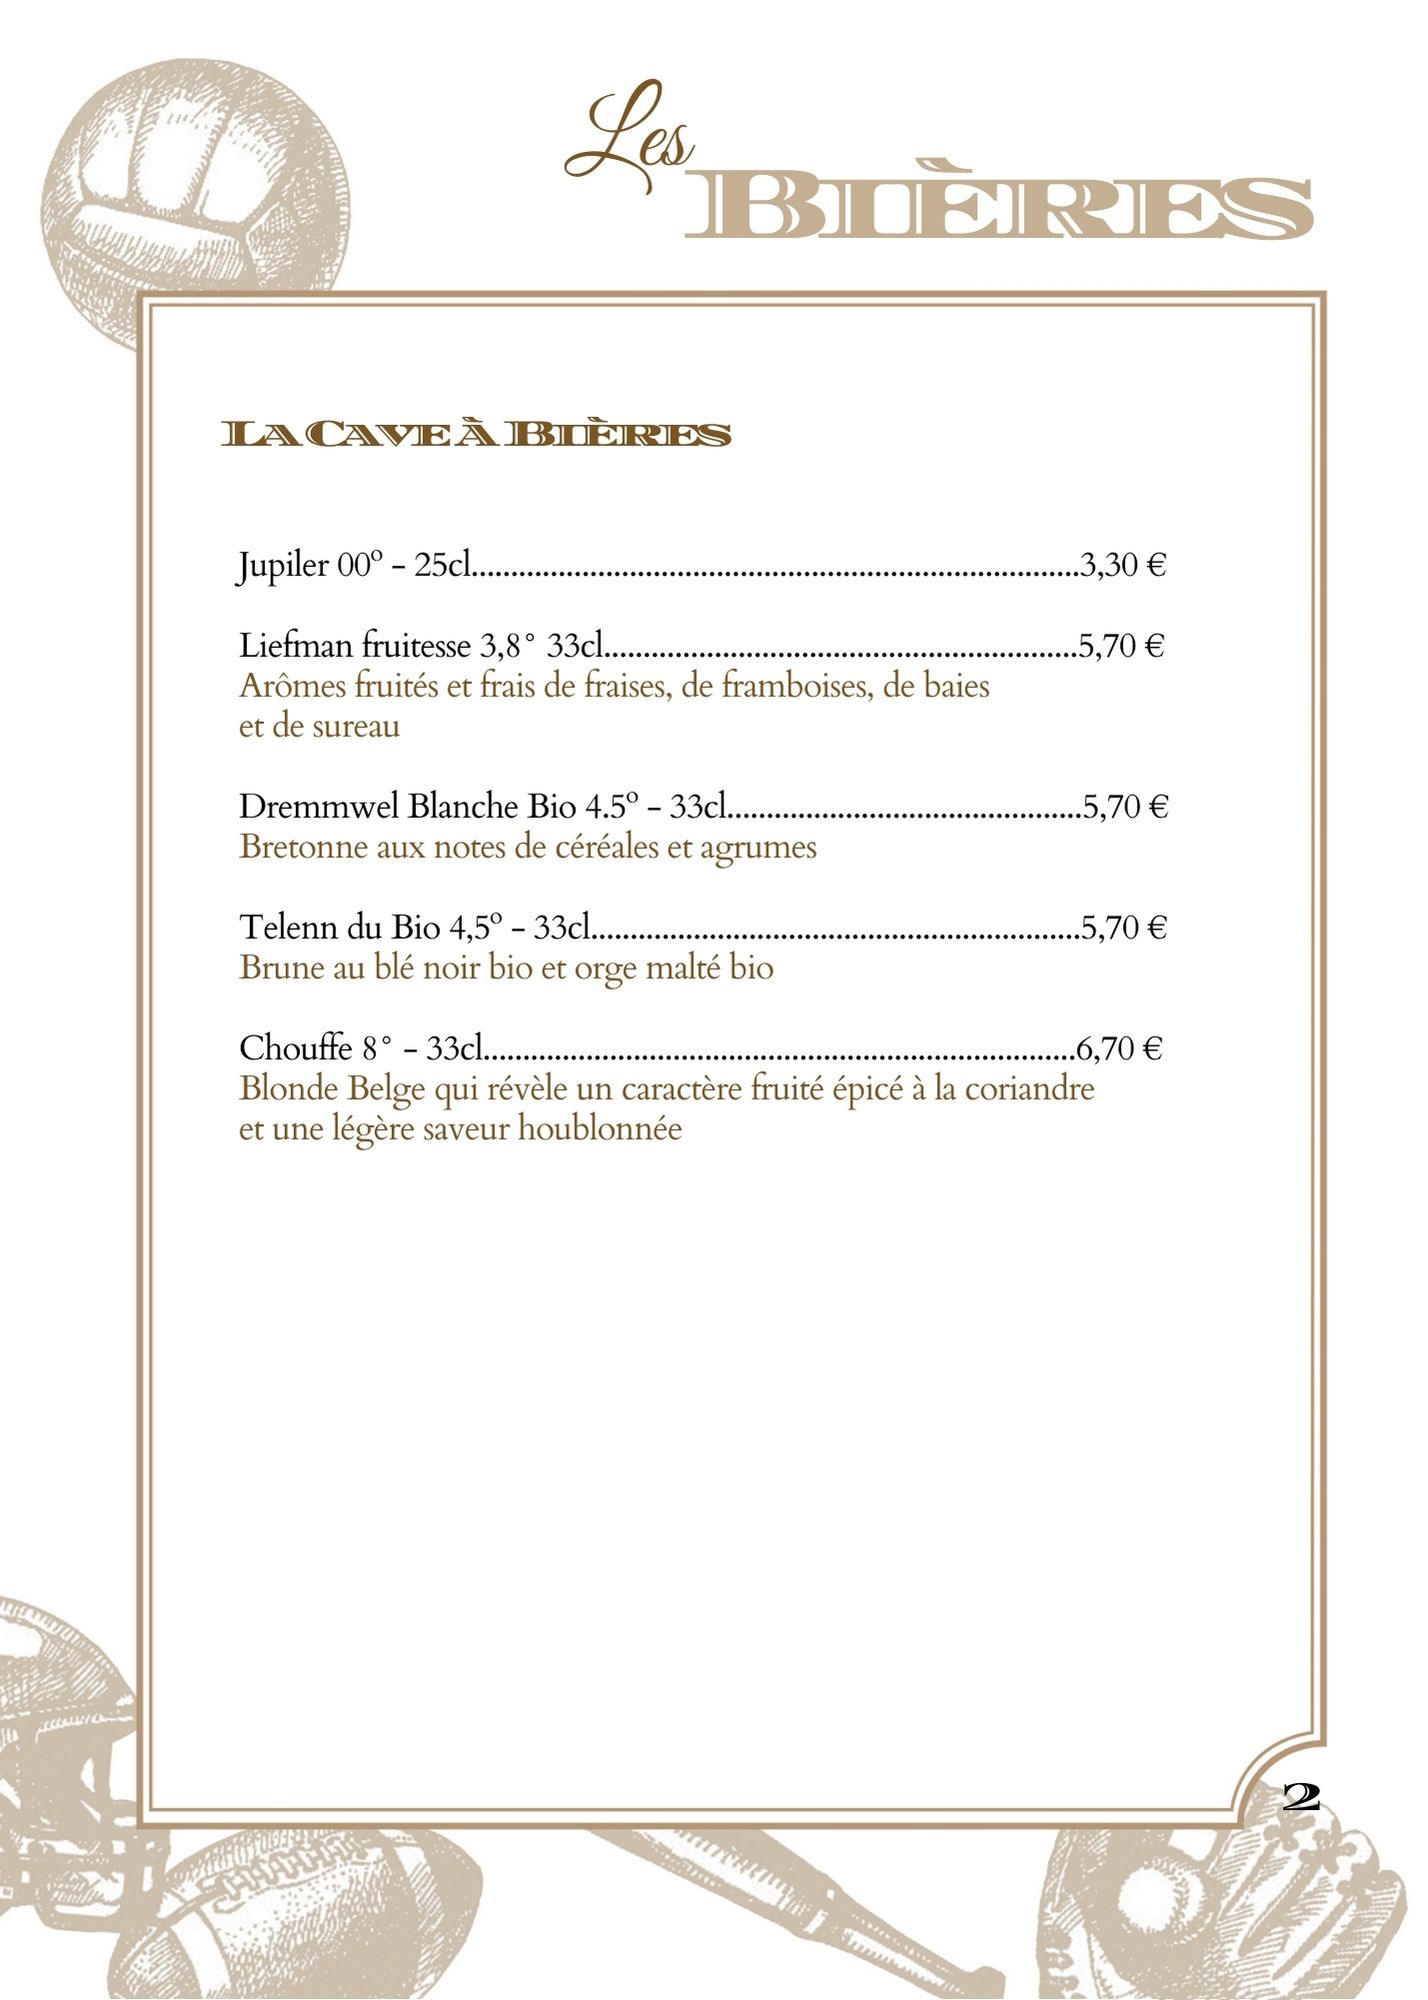 Les
BIÈRES
LA CAVE À BIÈRES
Jupiler 00º - 25cl.............................................................................3,30 €
Liefman fruitesse 3,8° 33cl............................................................5,70 €
Arômes fruités et frais de fraises, de framboises, de baies
et de sureau
Dremmwel Blanche Bio 4.5º - 33cl.............................................5,70 €
Bretonne aux notes de céréales et agrumes
Telenn du Bio 4,5º - 33cl..............................................................5,70 €
Brune au blé noir bio et orge malté bio
Chouffe 8° - 33cl...........................................................................6,70 €
Blonde Belge qui révèle un caractère fruité épicé à la coriandre
et une légère saveur houblonnée
2